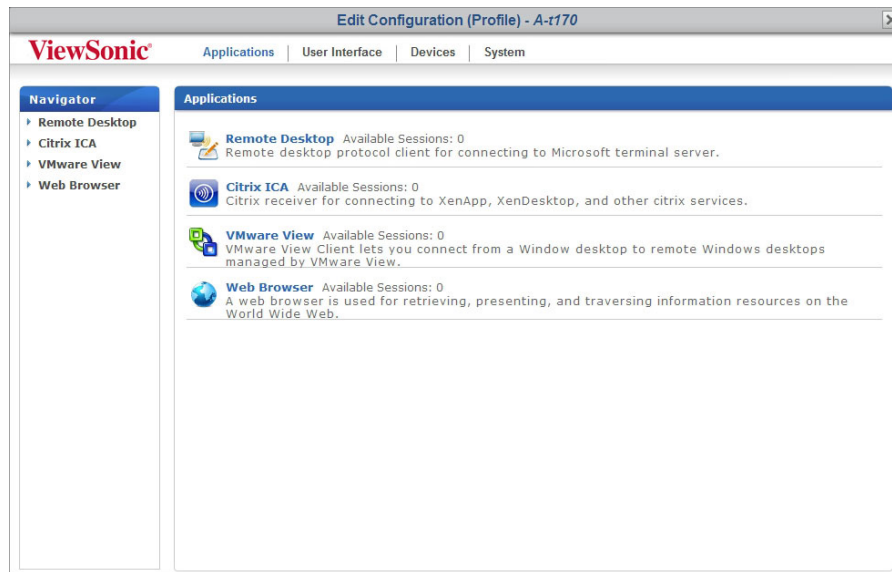 Edit Configuration (Profile) - A-t170
ViewSonic®
Applications | User Interface | Devices | System
Navigator
Remote Desktop
Citrix ICA
VMware View
Web Browser
Applications
Remote Desktop Available Sessions: 0
Remote desktop protocol client for connecting to Microsoft terminal server.
Citrix ICA Available Sessions: 0
Citrix receiver for connecting to XenApp, XenDesktop, and other citrix services.
VMware View Available Sessions: 0
VMware View Client lets you connect from a Window desktop to remote Windows desktops
managed by VMware View.
Web Browser Available Sessions: 0
A web browser is used for retrieving, presenting, and traversing information resources on the
World Wide Web.